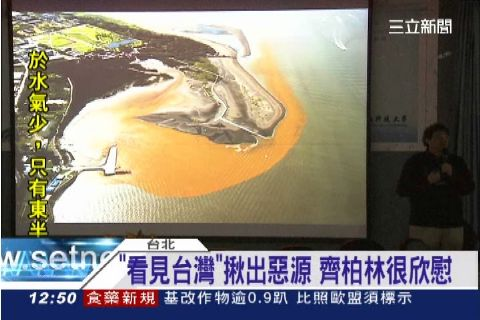 三立新聞
於水氣少，只有東半
台北
w.setne
"看見台灣"揪出惡源 齊柏林很欣慰
12:50 食藥新規 基改作物逾0.9趴 比照歐盟須標示